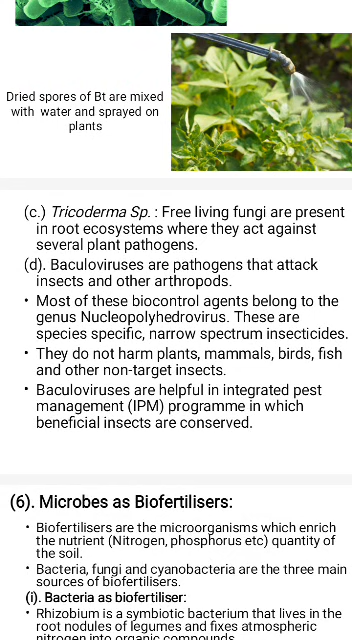 Dried spores of Bt are mixed
with water and sprayed on
plants
(c.) Tricoderma Sp. : Free living fungi are present
in root ecosystems where they act against
several plant pathogens.
(d). Baculoviruses are pathogens that attack
insects and other arthropods.
• Most of these biocontrol agents belong to the
genus Nucleopolyhedrovirus. These are
species specific, narrow spectrum insecticides.
• They do not harm plants, mammals, birds, fish
and other non-target insects.
• Baculoviruses are helpful in integrated pest
management (IPM) programme in which
beneficial insects are conserved.
(6). Microbes as Biofertilisers:
• Biofertilisers are the microorganisms which enrich
the nutrient (Nitrogen, phosphorus etc) quantity of
the soil.
• Bacteria, fungi and cyanobacteria are the three main
sources of biofertilisers.
(i). Bacteria as biofertiliser:
• Rhizobium is a symbiotic bacterium that lives in the
root nodules of legumes and fixes atmospheric
nitrogen into organic compounds